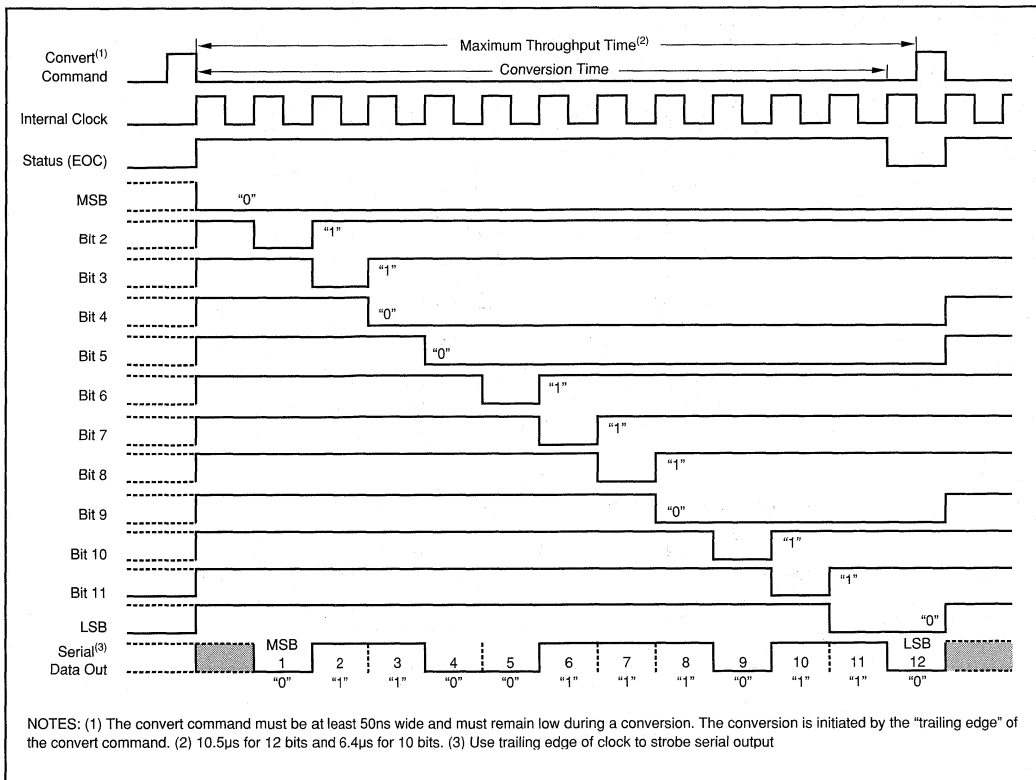 Convert(1)
Command
Maximum Throughput Time(2)
Conversion Time
Internal Clock
Status (EOC)
MSB
"0"
Bit 2
"1"
Bit 3
"1"
Bit 4
"0"
Bit 5
"0"
Bit 6
"1"
Bit 7
"1"
Bit 8
"1"
Bit 9
"0"
Bit 10
"1"
Bit 11
"1"
LSB
"0"
Serial(3)
Data Out
MSB LSB
1 2 3 4 5 6 7 8 9 10 11 12
"0" "1" "1" "0" "0" "1" "1" "1" "0" "1" "1" "0"
NOTES: (1) The convert command must be at least 50ns wide and must remain low during a conversion. The conversion is initiated by the "trailing edge" of
the convert command. (2) 10.5µs for 12 bits and 6.4µs for 10 bits. (3) Use trailing edge of clock to strobe serial output